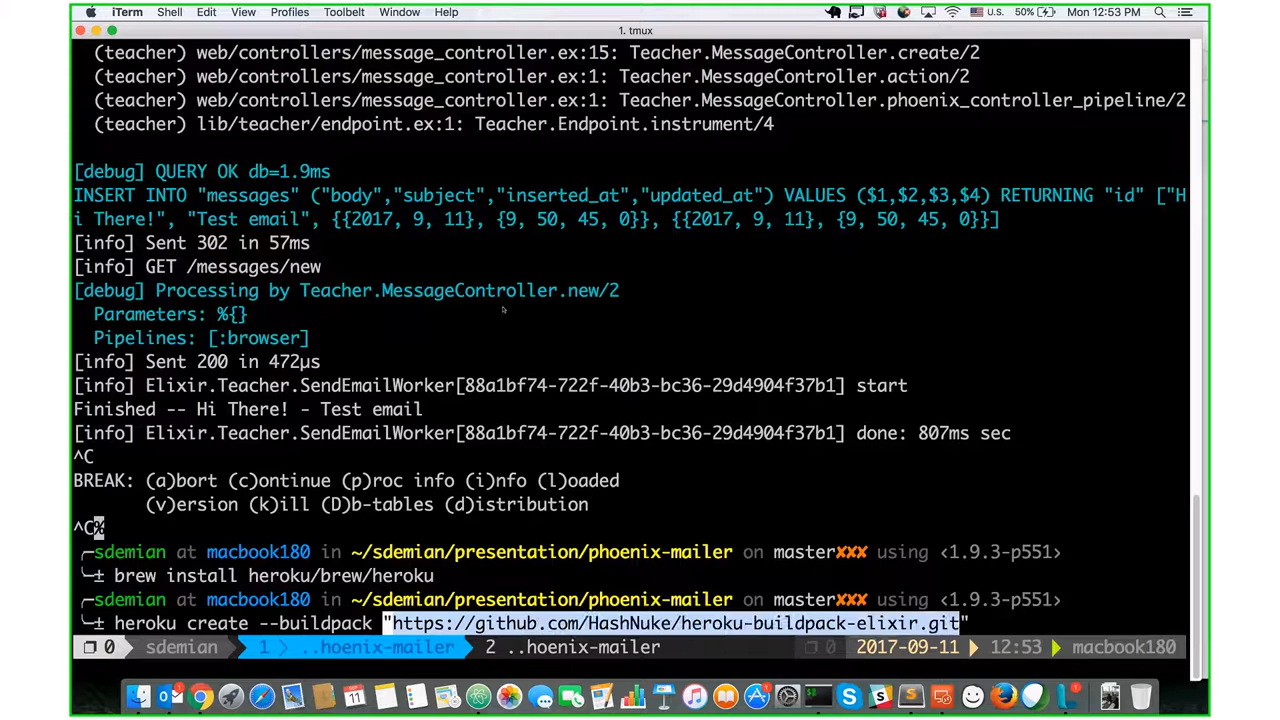 iTerm Shell Edit View Profiles Toolbelt Window Help U.S. 50% Mon 12:53 PM
1. tmux
(teacher) web/controllers/message_controller.ex:15: Teacher.MessageController.create/2
(teacher) web/controllers/message_controller.ex:1: Teacher.MessageController.action/2
(teacher) web/controllers/message_controller.ex:1: Teacher.MessageController.phoenix_controller_pipeline/2
(teacher) lib/teacher/endpoint.ex:1: Teacher.Endpoint.instrument/4
[debug] QUERY OK db=1.9ms
INSERT INTO "messages" ("body","subject","inserted_at","updated_at") VALUES ($1,$2,$3,$4) RETURNING "id" ["H
i There!", "Test email", {{2017, 9, 11}, {9, 50, 45, 0}}, {{2017, 9, 11}, {9, 50, 45, 0}}]
[info] Sent 302 in 57ms
[info] GET /messages/new
[debug] Processing by Teacher.MessageController.new/2
Parameters: %{}
Pipelines: [:browser]
[info] Sent 200 in 472µs
[info] Elixir.Teacher.SendEmailWorker[88a1bf74-722f-40b3-bc36-29d4904f37b1] start.
Finished -- Hi There! - Test email
[info] Elixir.Teacher.SendEmailWorker[88a1bf74-722f-40b3-bc36-29d4904f37b1] done: 807ms sec
^C
BREAK: (a)bort (c)ontinue (p)roc info (i)nfo (l)oaded
(v)ersion (k)ill (D)b-tables (d)istribution
^C%
╭─sdemian at macbook180 in ~/sdemian/presentation/phoenix-mailer on master✘✘✘ using ‹1.9.3-p551›
╰─± brew install heroku/brew/heroku
╭─sdemian at macbook180 in ~/sdemian/presentation/phoenix-mailer on master✘✘✘ using ‹1.9.3-p551›
╰─± heroku create --buildpack "https://github.com/HashNuke/heroku-buildpack-elixir.git"
0 sdemian 1 ..hoenix-mailer 2 ..hoenix-mailer 0 2017-09-11 12:53 macbook180